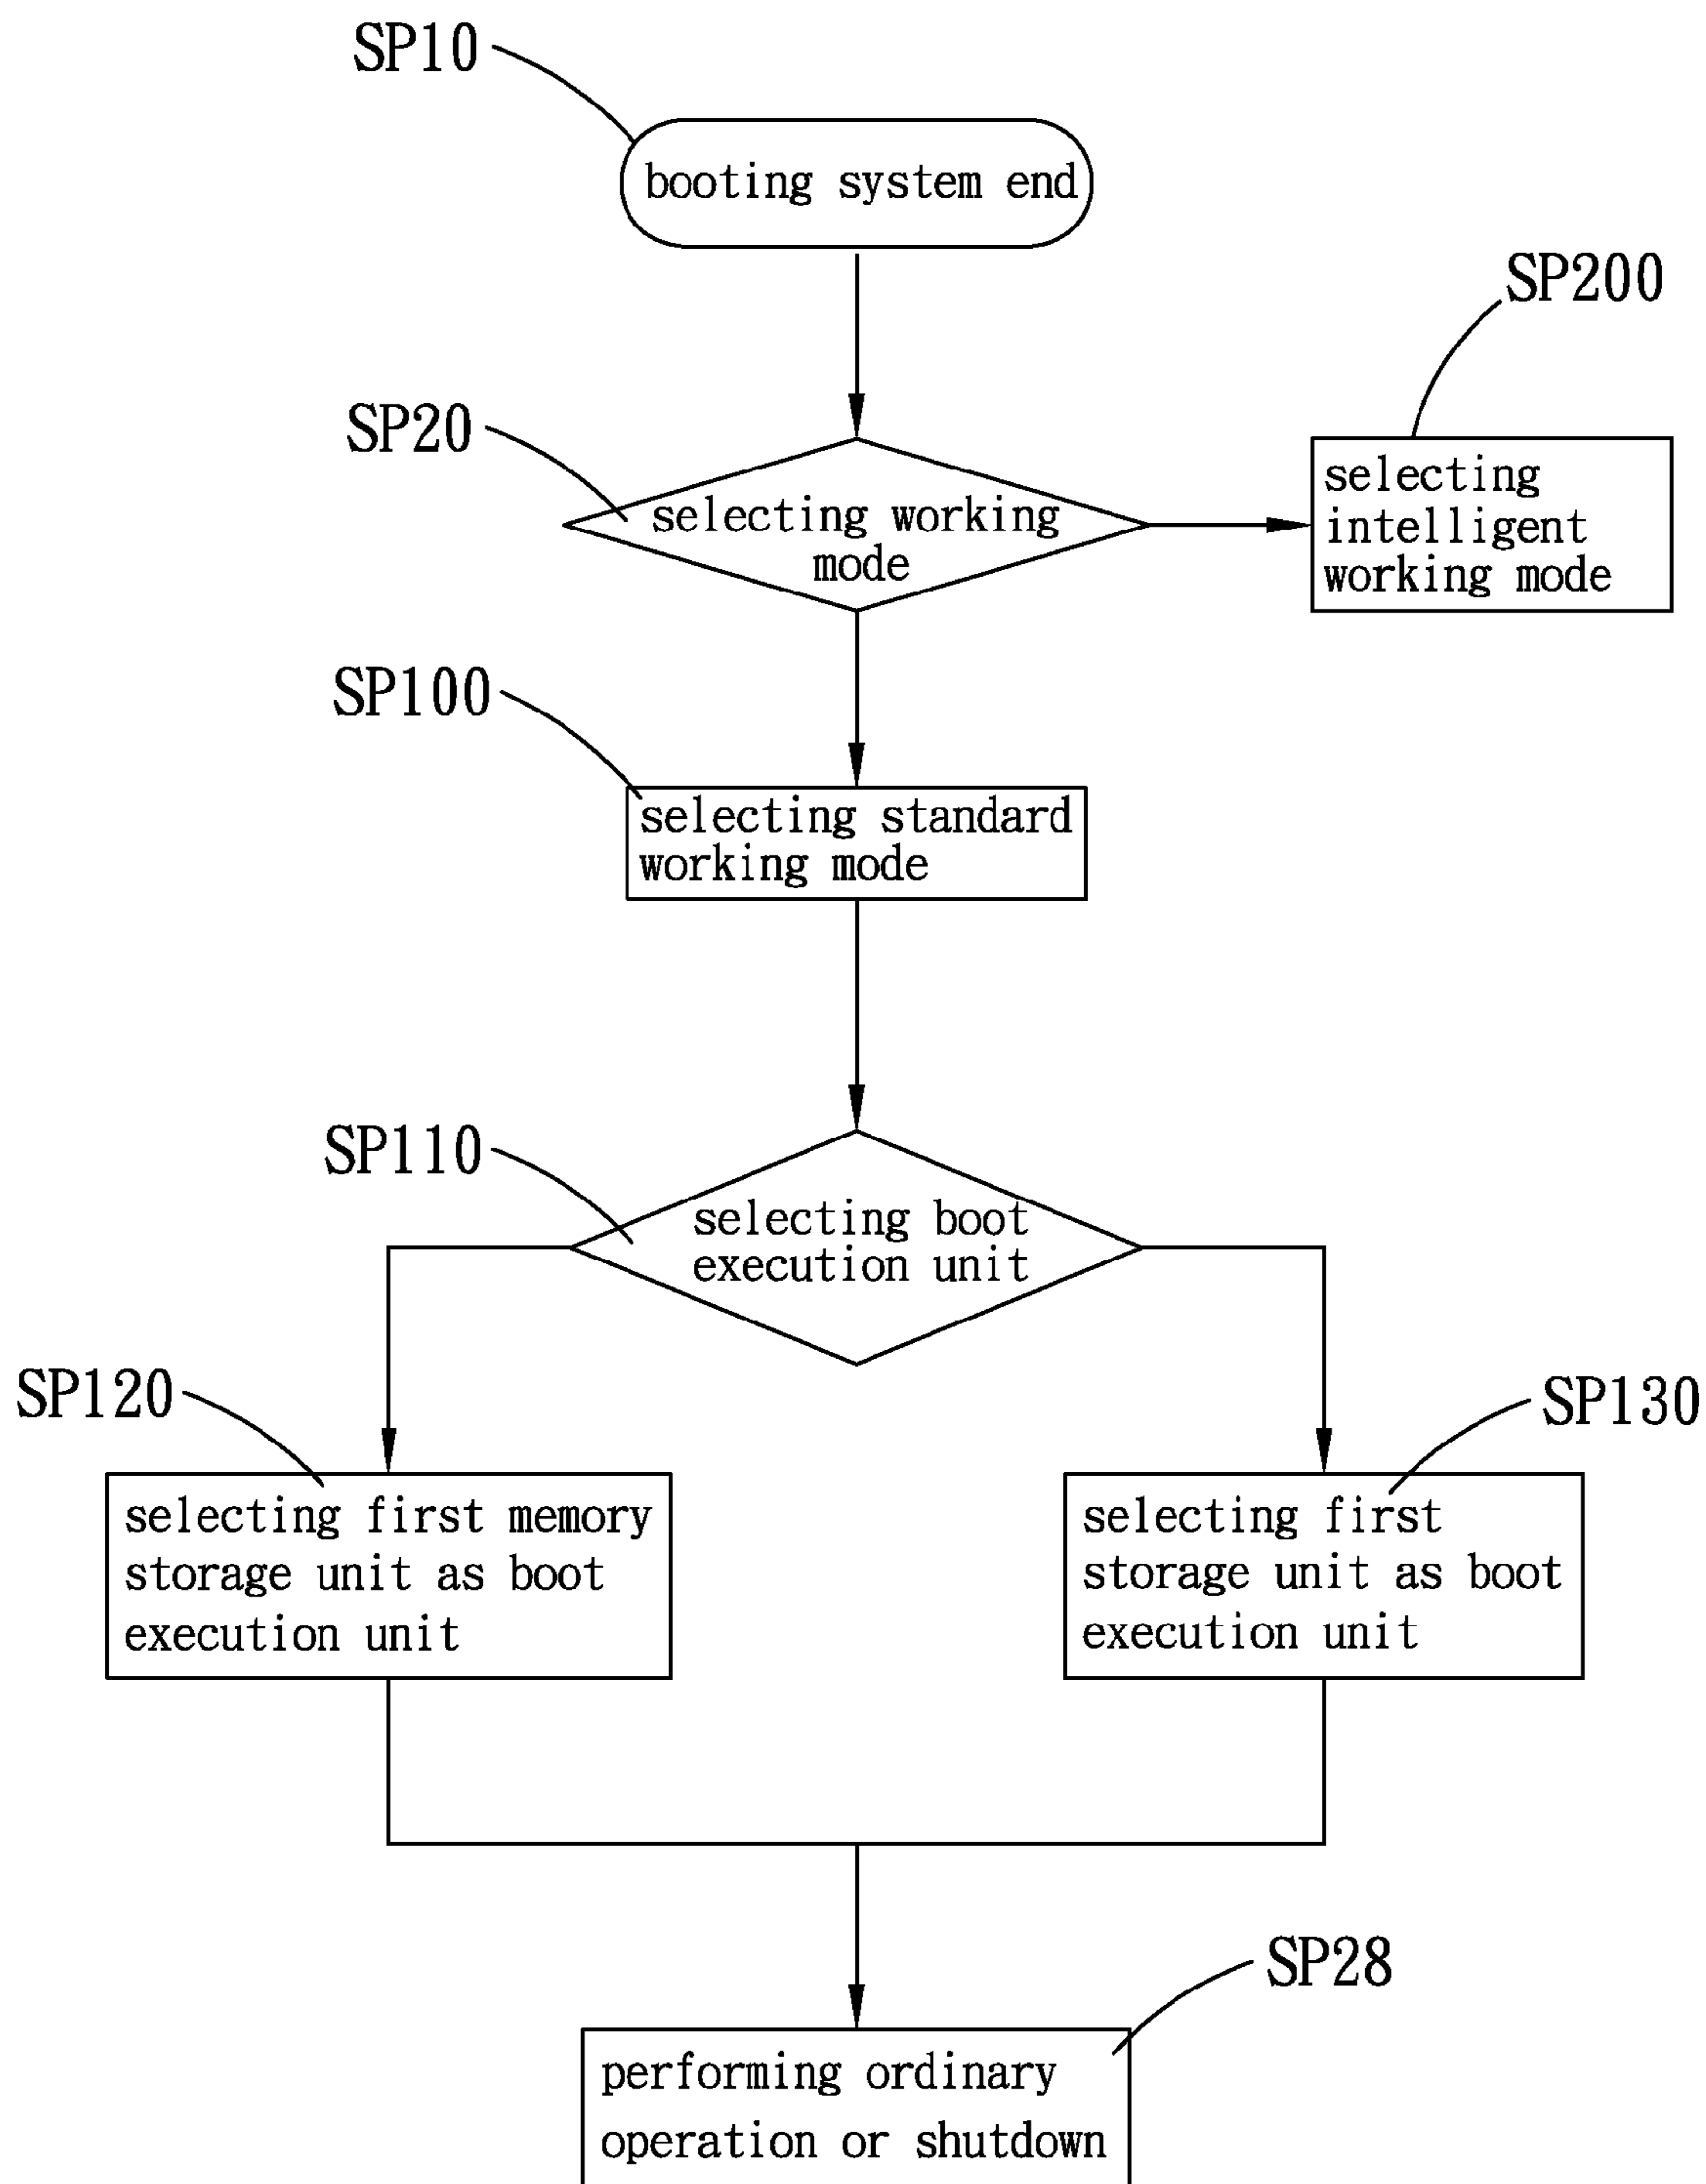 SP10
booting system end
SP200
SP20
selecting working
mode
selecting
intelligent
working mode
SP100
selecting standard
working mode
SP110
selecting boot
execution unit
SP120
SP130
selecting first memory
storage unit as boot
execution unit
selecting first
storage unit as boot
execution unit
SP28
performing ordinary
operation or shutdown